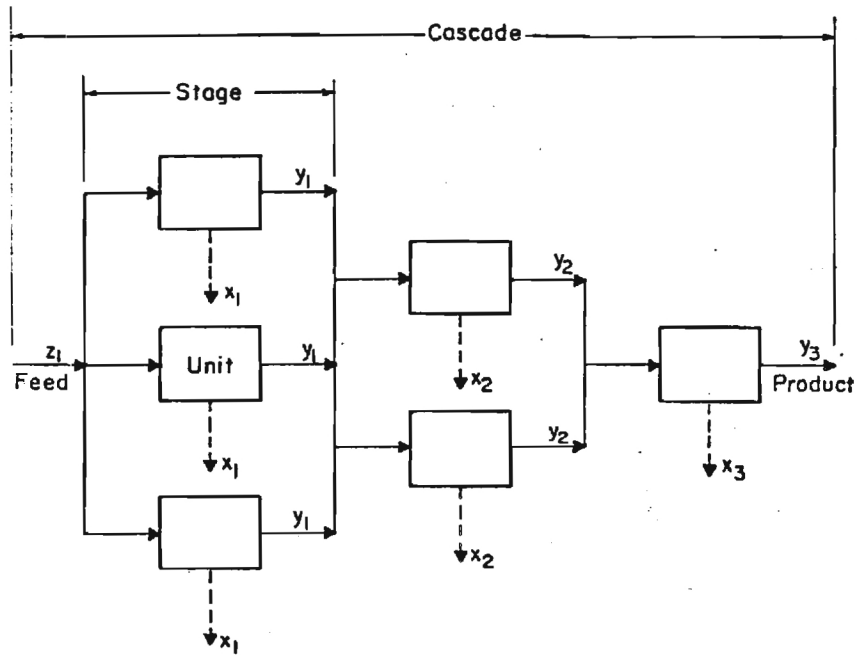 Cascade
Stage
y₁
x₁
y₂
x₂
z₁
Feed
Unit
y₁
x₁
y₃
Product
x₃
y₂
x₂
y₁
x₁